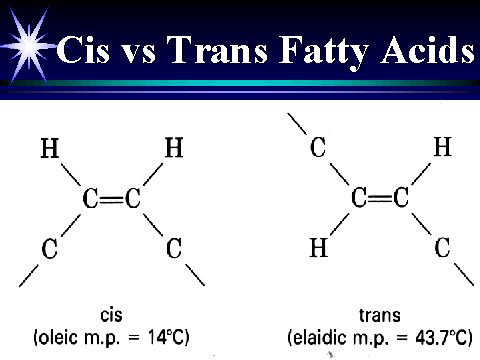 Cis vs Trans Fatty Acids
H H
C=C
C C
cis
(oleic m.p. = 14°C)
C H
C=C
H C
trans
(elaidic m.p. = 43.7°C)